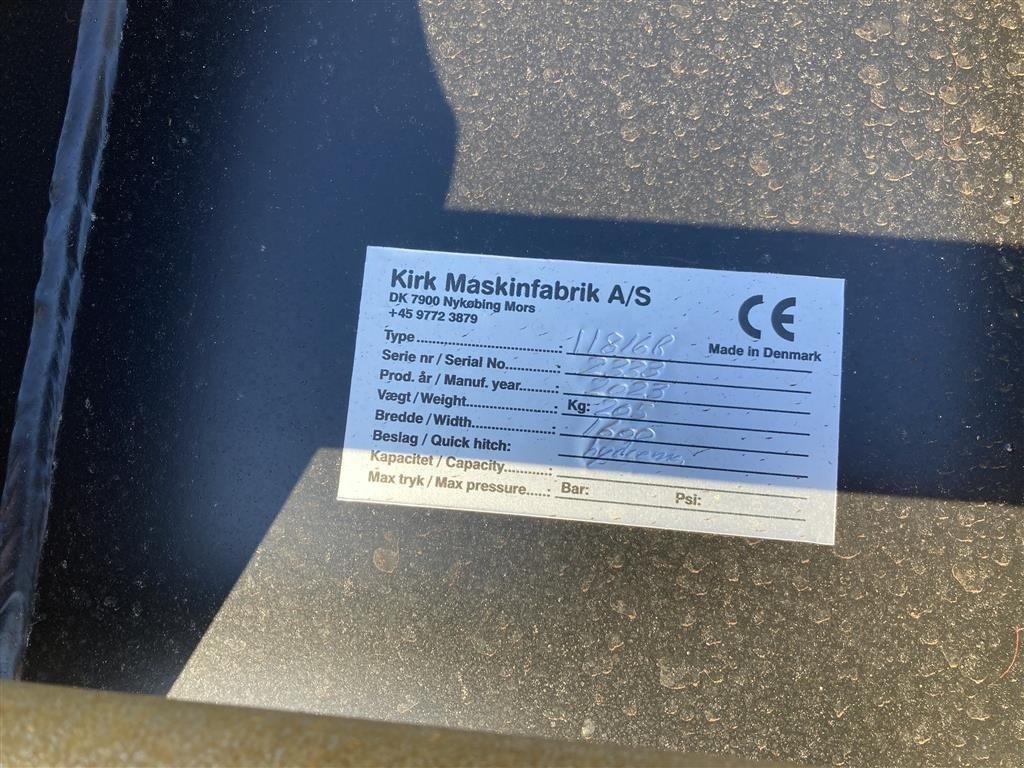 Kirk Maskinfabrik A/S
DK 7900 Nykøbing Mors
+45 9772 3879
CE
Made in Denmark
Type
Serie nr / Serial No. : 2333
Prod. år / Manuf. year : 2023
Vægt / Weight : Kg: 265
Bredde / Width : 1600
Beslag / Quick hitch: hydrema
Kapacitet / Capacity :
Max tryk / Max pressure : Bar: Psi: